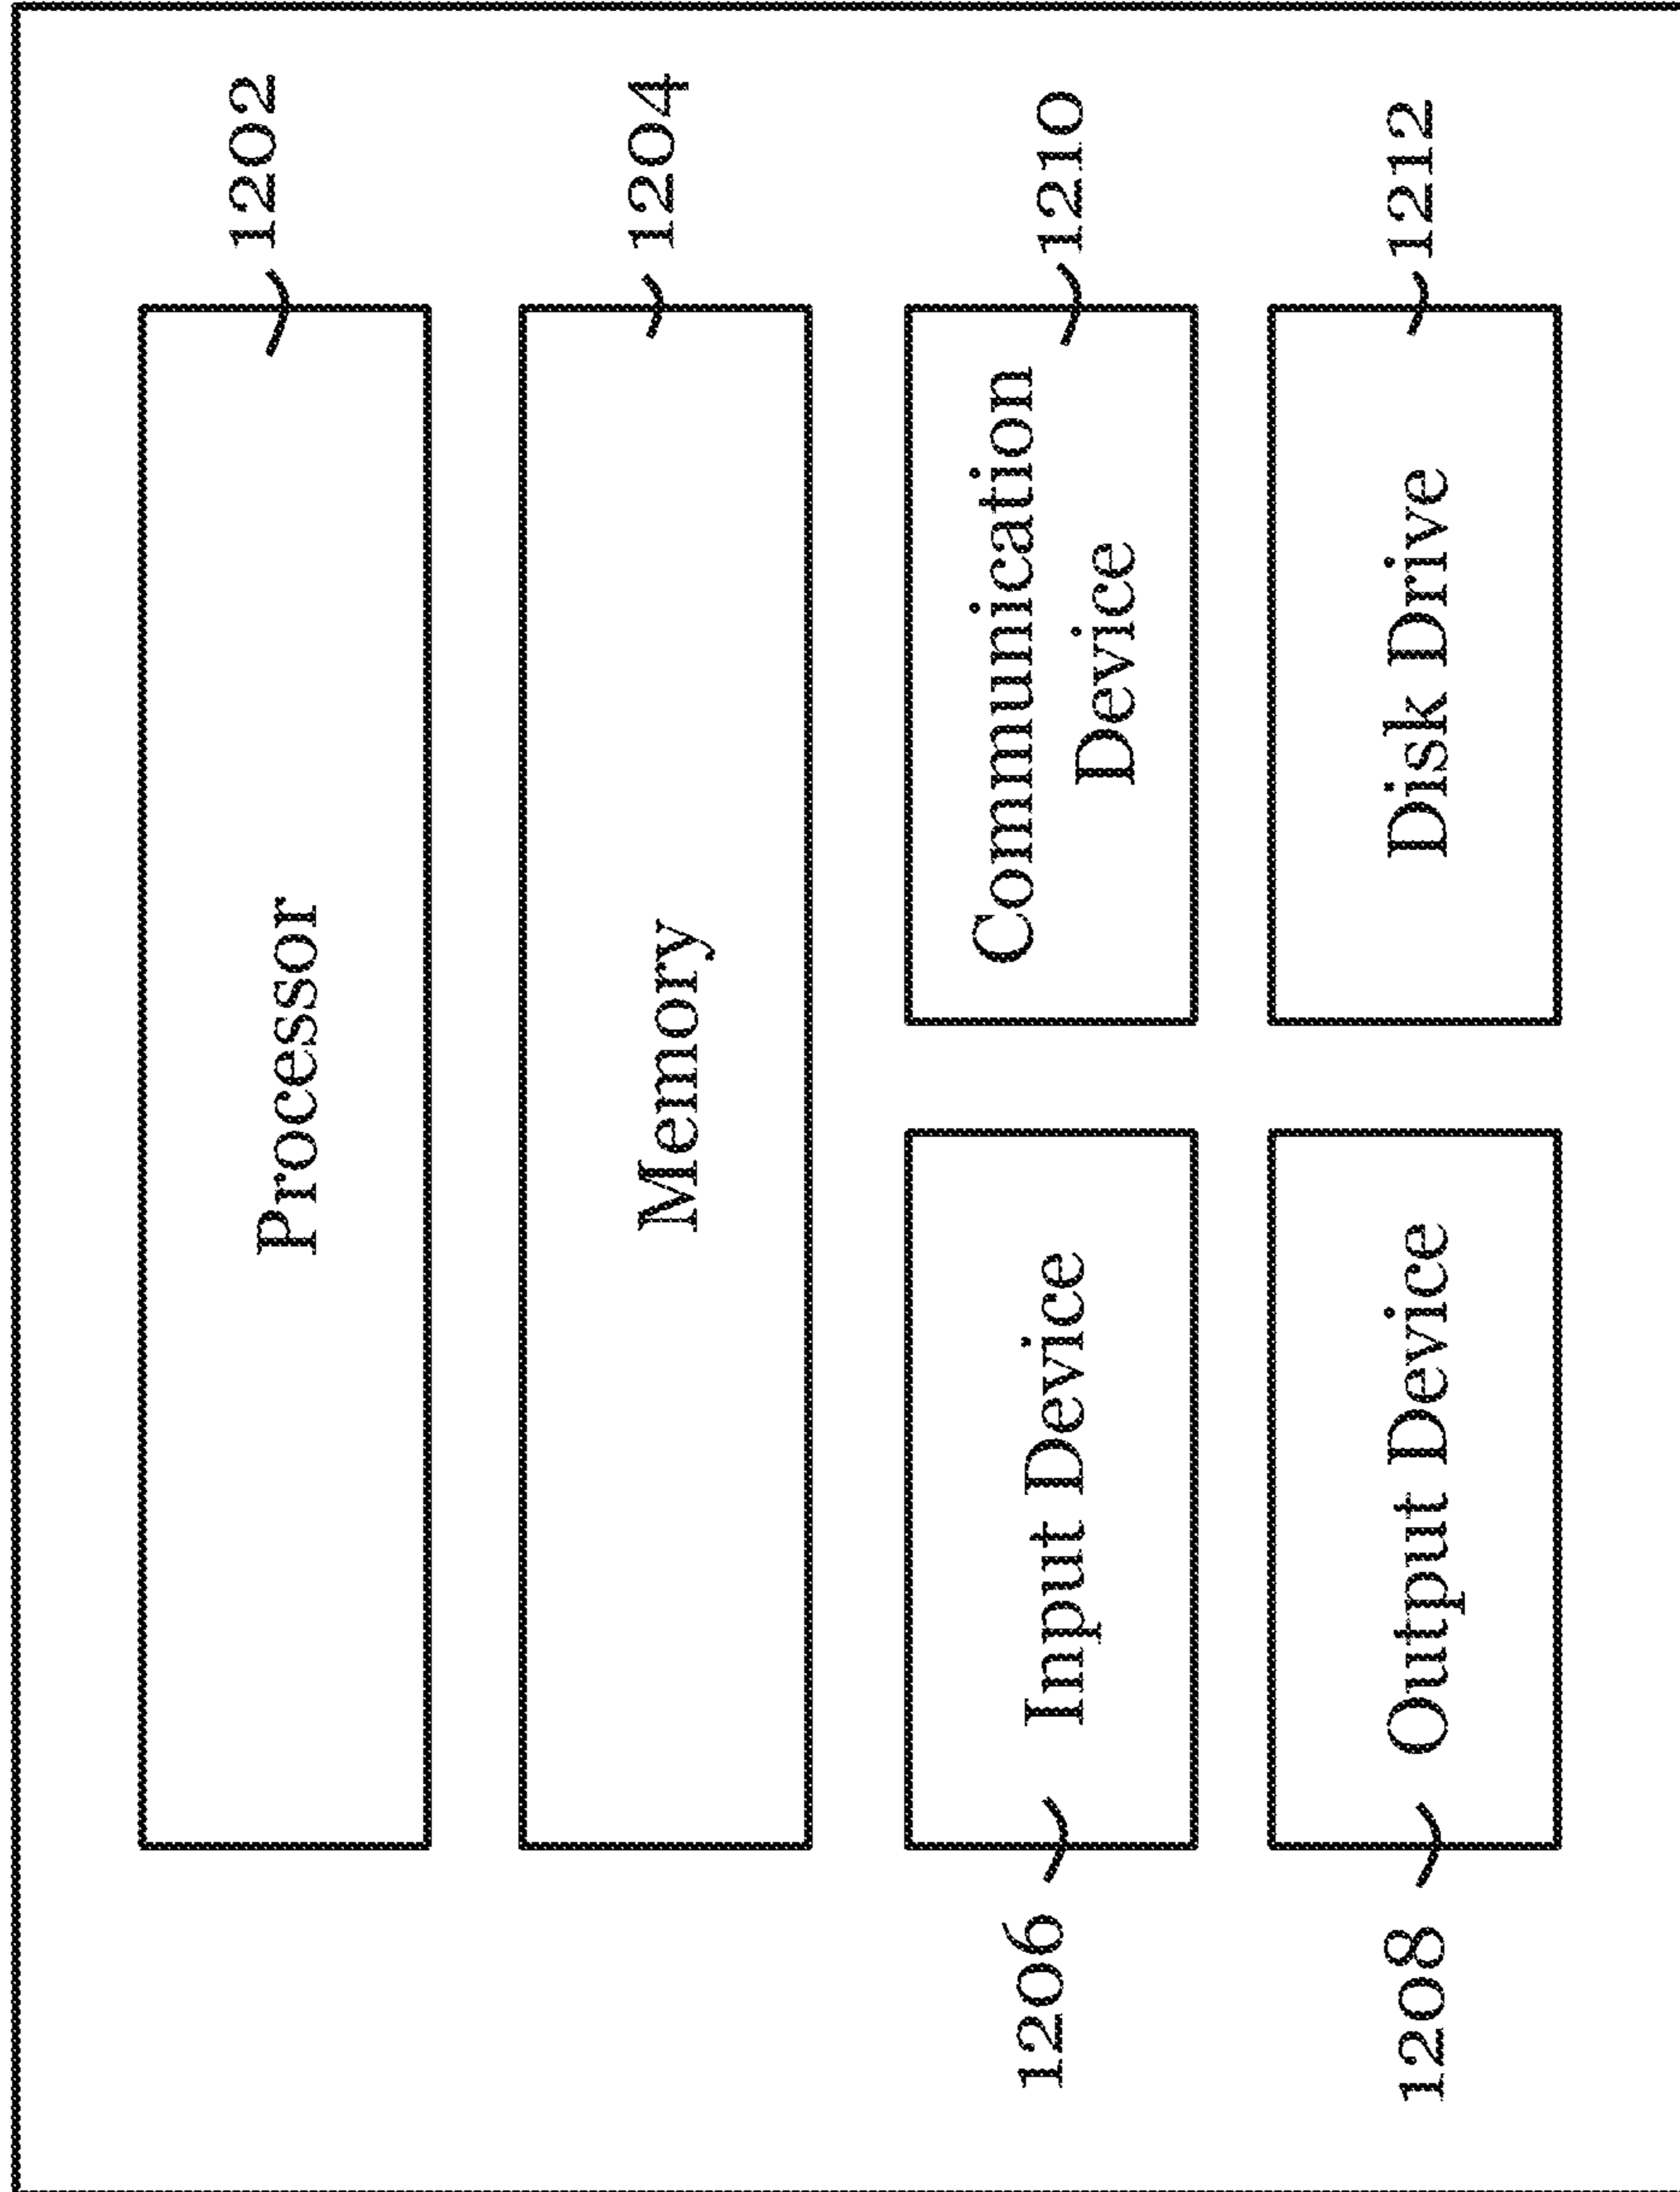 Processor
1202
Memory
1204
1206
Input Device
Communication
Device
1210
1208
Output Device
Disk Drive
1212